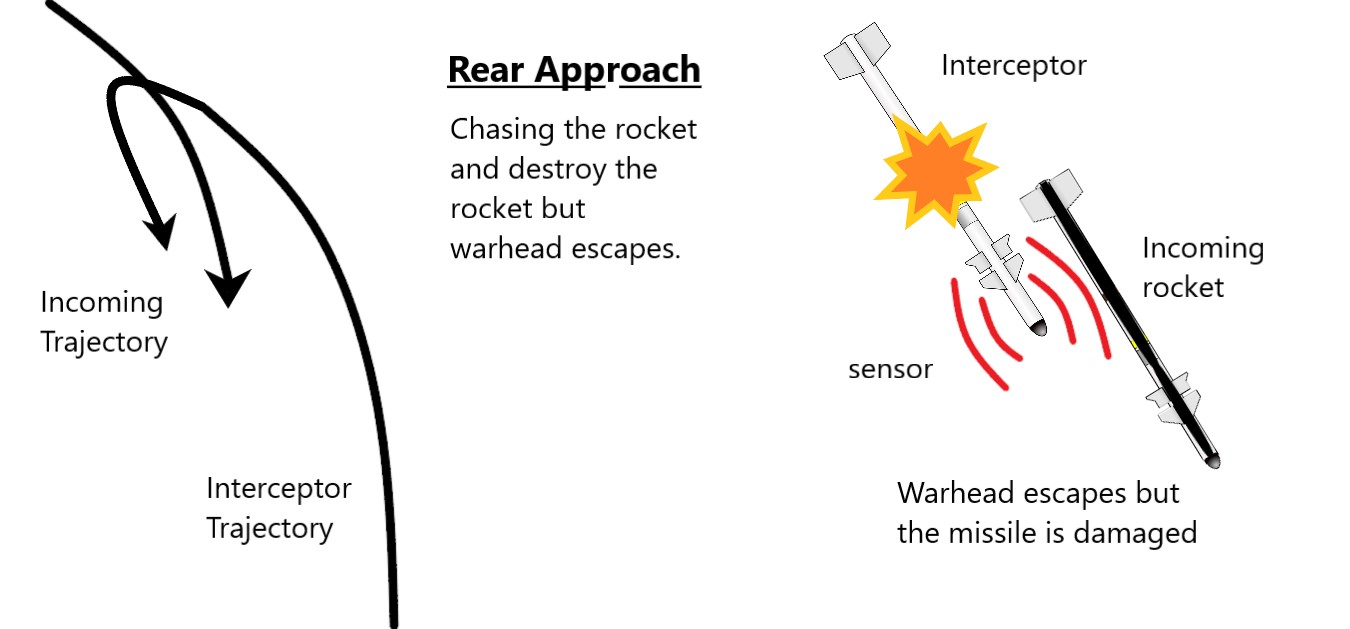 Rear Approach
Chasing the rocket
and destroy the
rocket but
warhead escapes.
Incoming
Trajectory
Interceptor
Trajectory
Interceptor
Incoming
rocket
sensor
Warhead escapes but
the missile is damaged